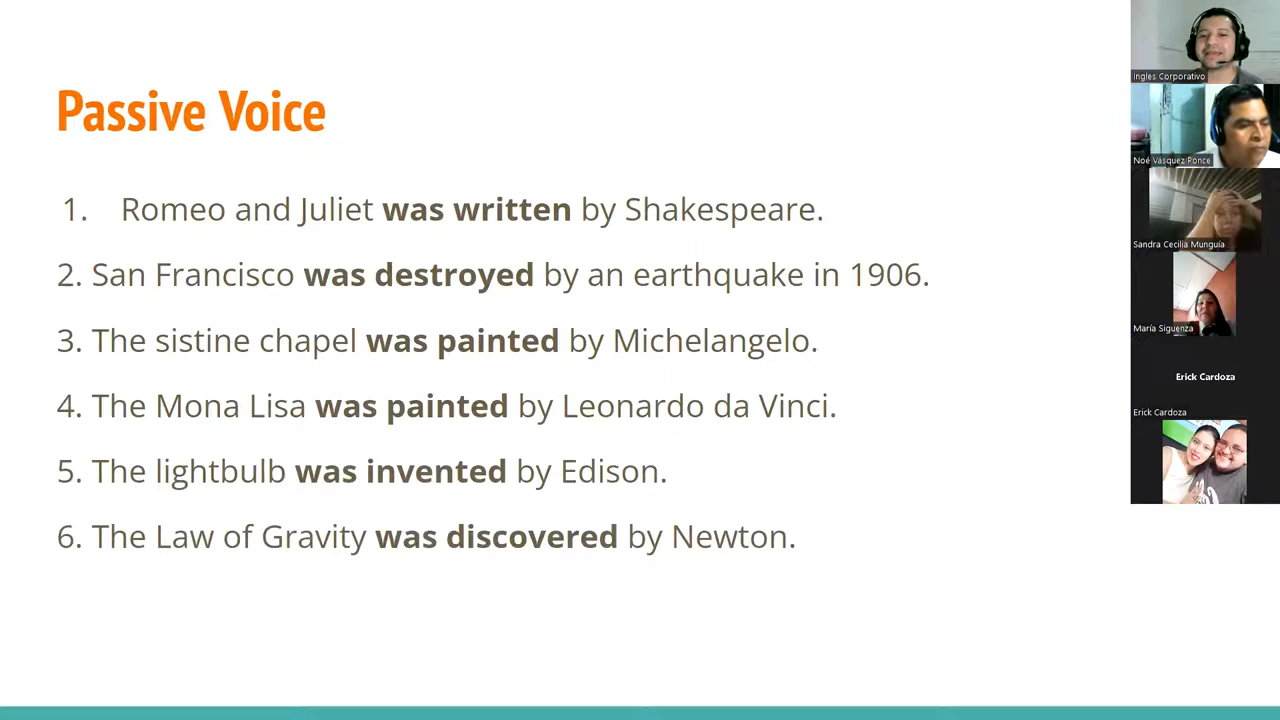 Passive Voice
1. Romeo and Juliet was written by Shakespeare.
2. San Francisco was destroyed by an earthquake in 1906.
3. The sistine chapel was painted by Michelangelo.
4. The Mona Lisa was painted by Leonardo da Vinci.
5. The lightbulb was invented by Edison.
6. The Law of Gravity was discovered by Newton.
Ingles Corporativo
Noé Vásquez Ponce
Sandra Cecilia Munguía
María Siguenza
Erick Cardoza
Erick Cardoza